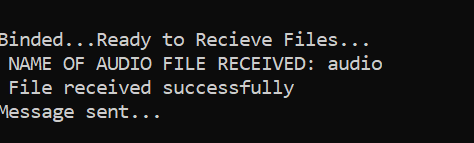 Binded...Ready to Recieve Files...
NAME OF AUDIO FILE RECEIVED: audio
File received successfully
Message sent...